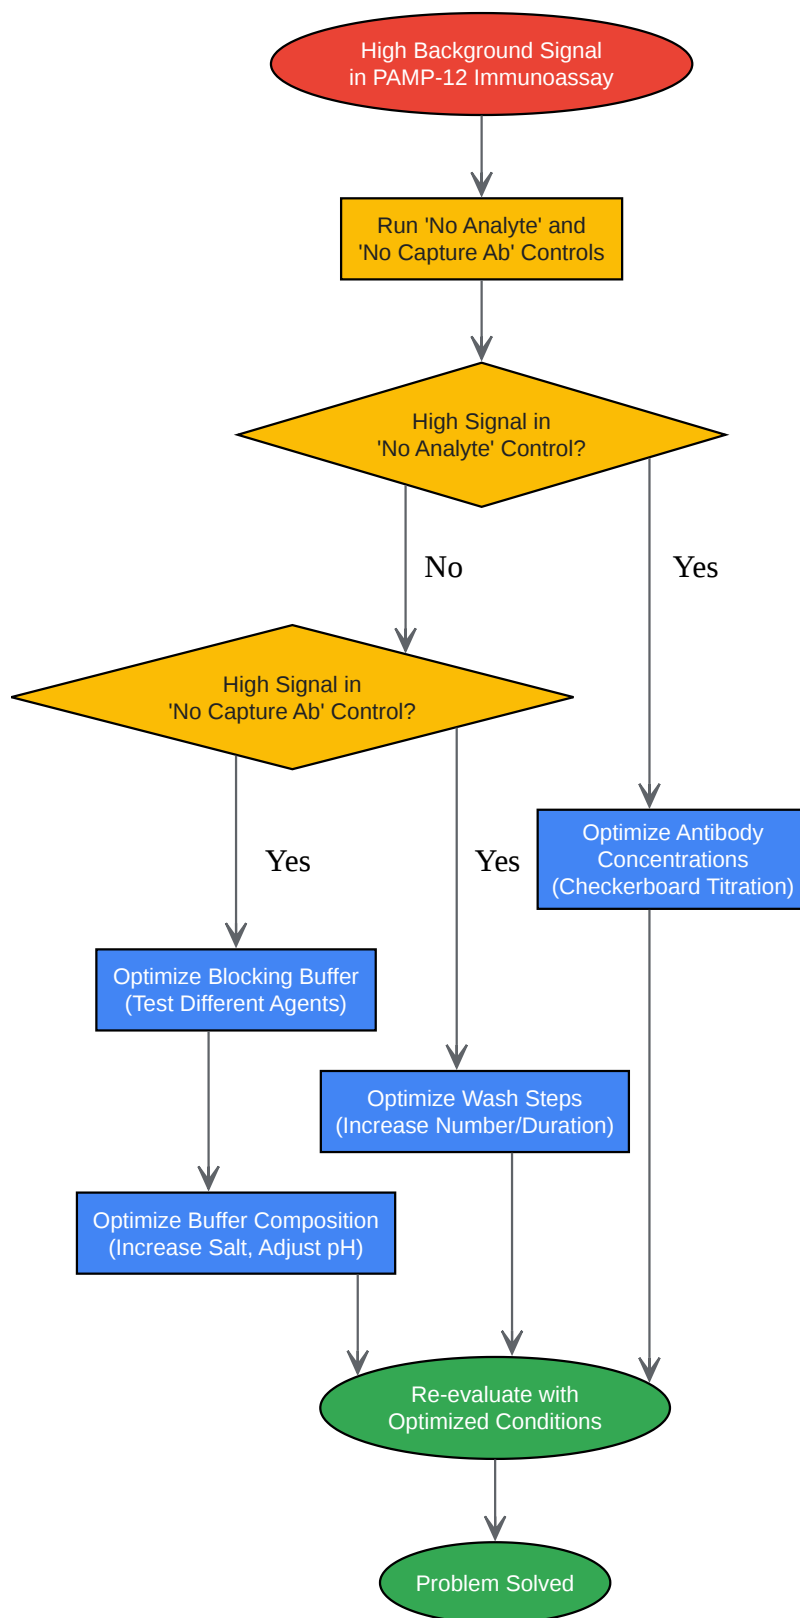 High Background Signal
in PAMP-12 Immunoassay
Run 'No Analyte' and
'No Capture Ab' Controls
High Signal in
'No Analyte' Control?
No
Yes
High Signal in
'No Capture Ab' Control?
Yes
Yes
Optimize Antibody
Concentrations
(Checkerboard Titration)
Optimize Blocking Buffer
(Test Different Agents)
Optimize Wash Steps
(Increase Number/Duration)
Optimize Buffer Composition
(Increase Salt, Adjust pH)
Re-evaluate with
Optimized Conditions
Problem Solved